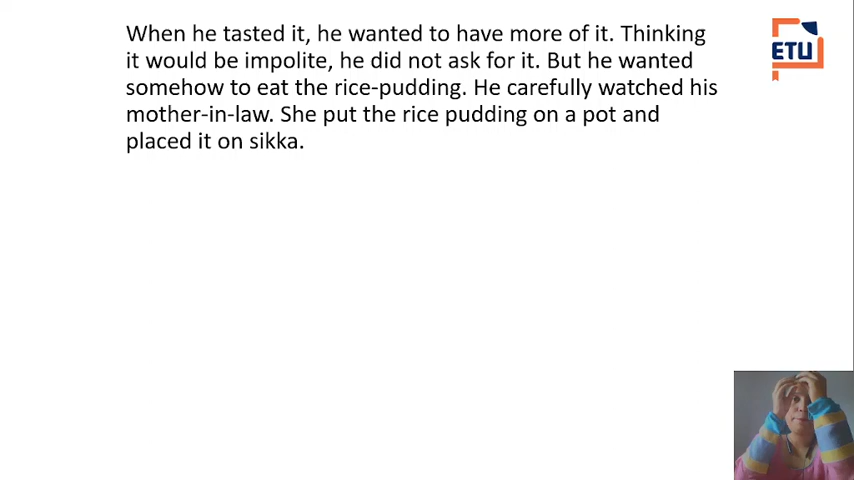 When he tasted it, he wanted to have more of it. Thinking
it would be impolite, he did not ask for it. But he wanted
somehow to eat the rice-pudding. He carefully watched his
mother-in-law. She put the rice pudding on a pot and
placed it on sikka.
ETU